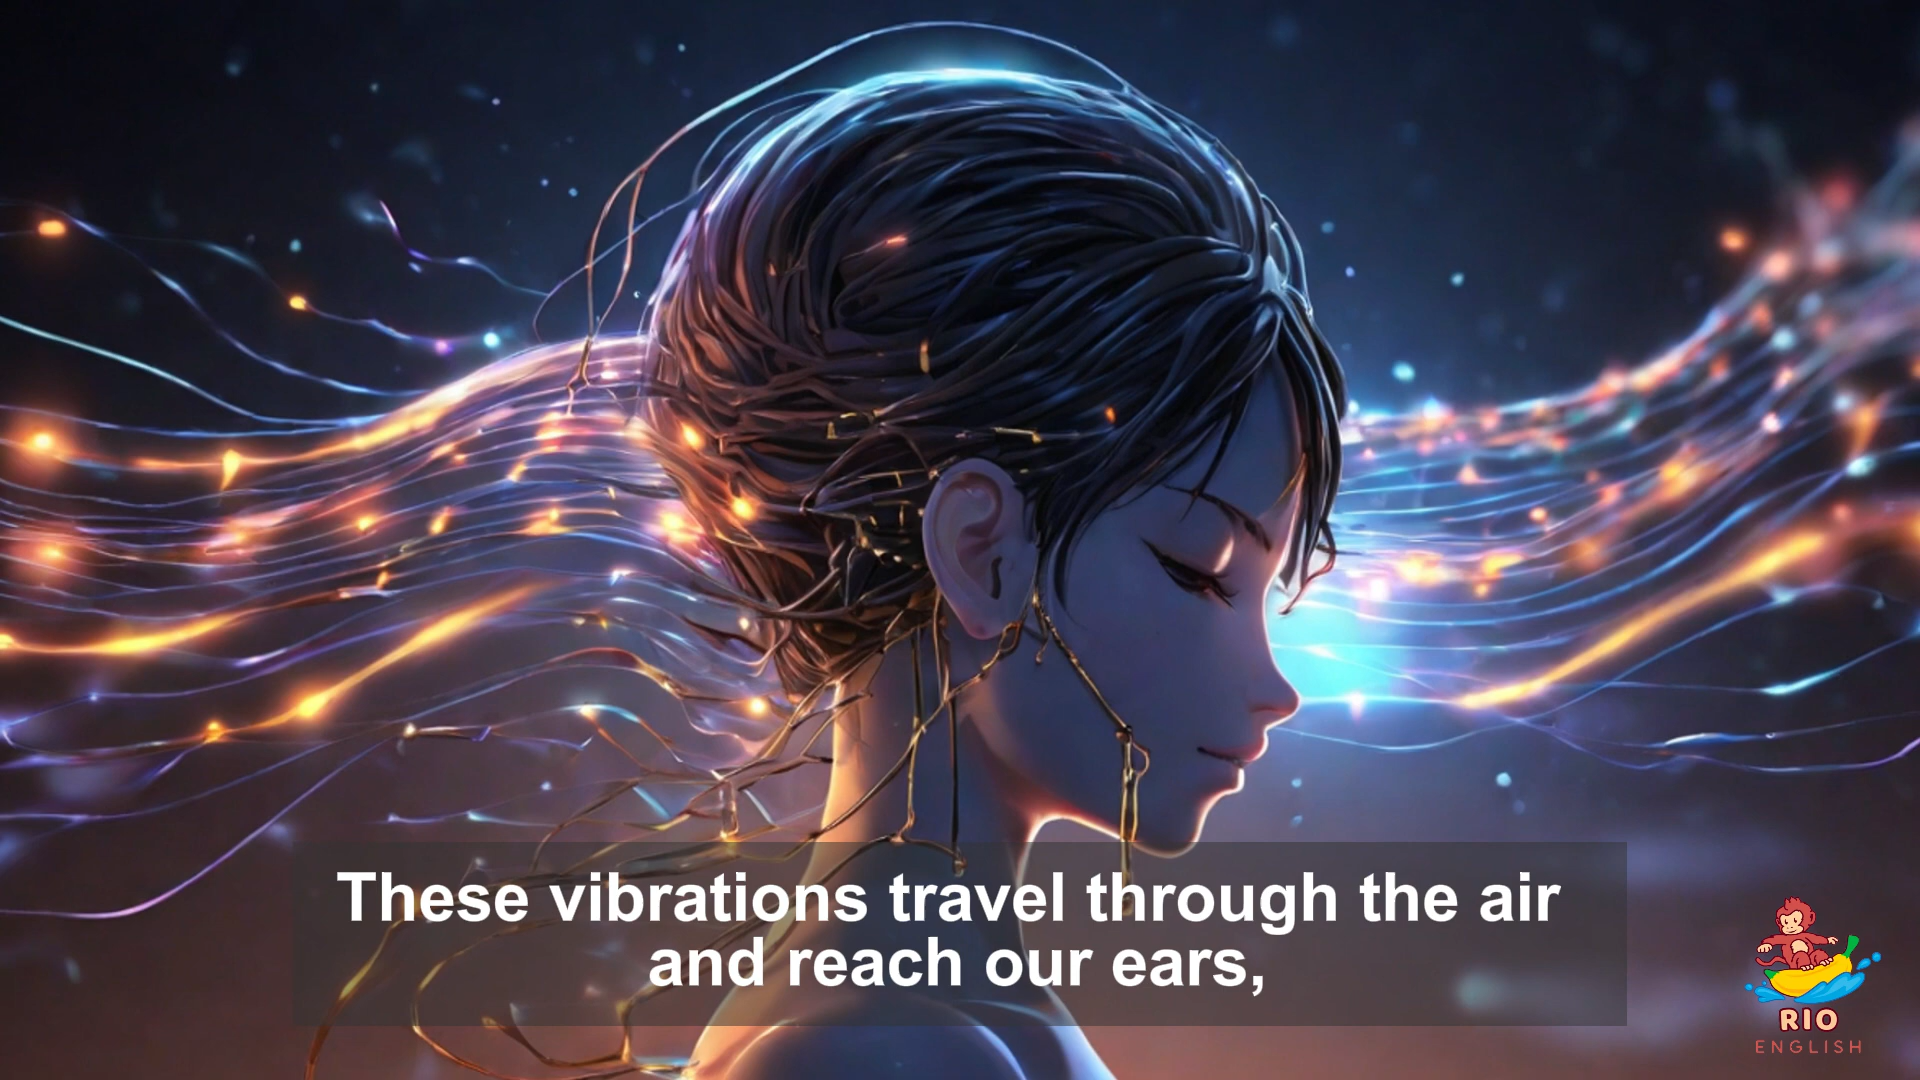 These vibrations travel through the air
and reach our ears,
RIO
ENGLISH